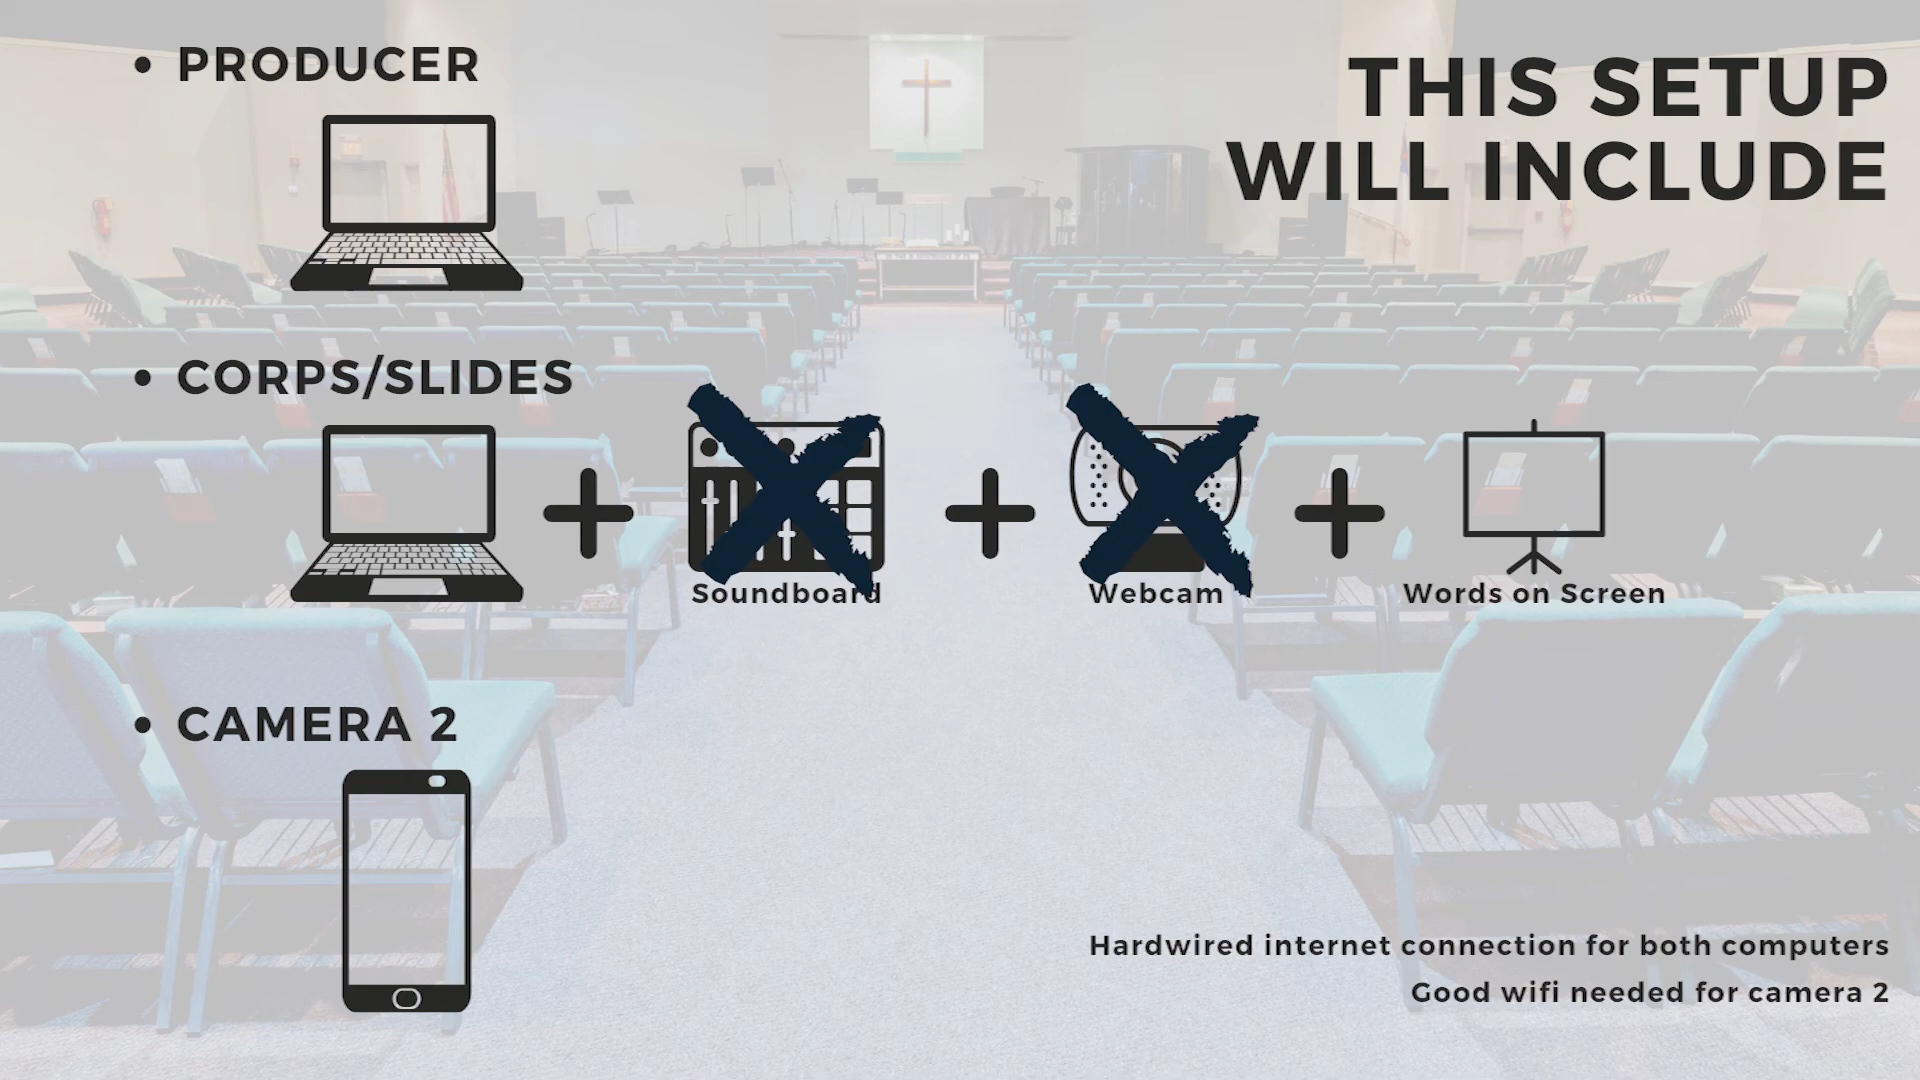 • PRODUCER
THIS SETUP
WILL INCLUDE
• CORPS/SLIDES
Soundboard
Webcam
Words on Screen
• CAMERA 2
Hardwired internet connection for both computers
Good wifi needed for camera 2